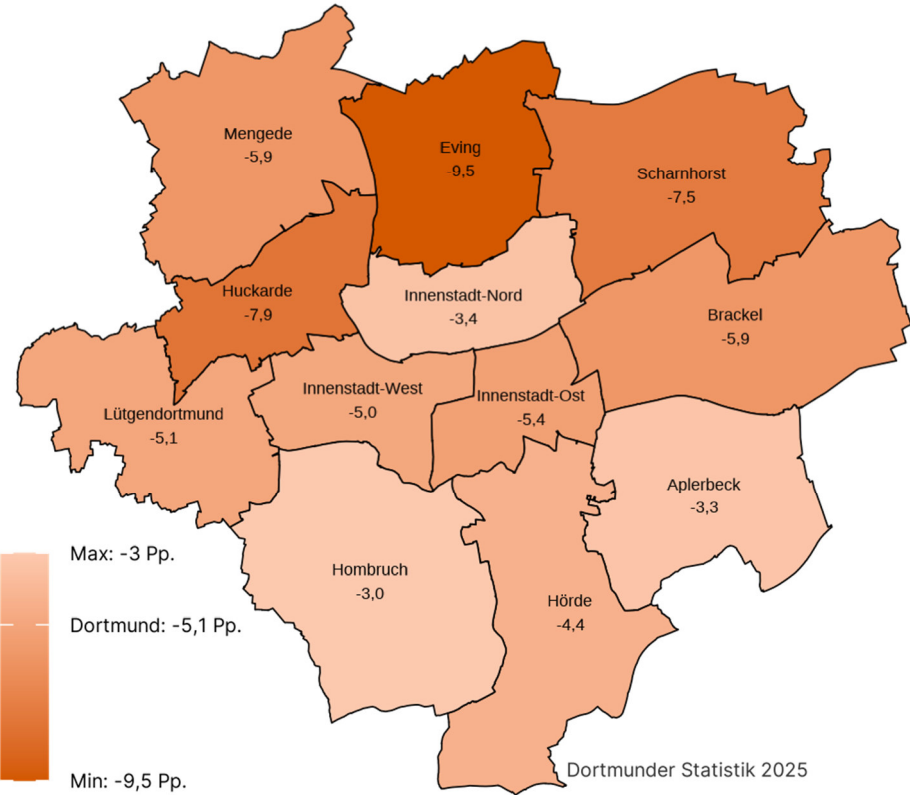 Mengede
-5,9
Eving
-9,5
Scharnhorst
-7,5
Huckarde
-7,9
Innenstadt-Nord
-3,4
Brackel
-5,9
Innenstadt-West
-5,0
Innenstadt-Ost
-5,4
Lütgendortmund
-5,1
Aplerbeck
-3,3
Hombruch
-3,0
Hörde
-4,4
Max: -3 Pp.
Dortmund: -5,1 Pp.
Min: -9,5 Pp.
Dortmunder Statistik 2025